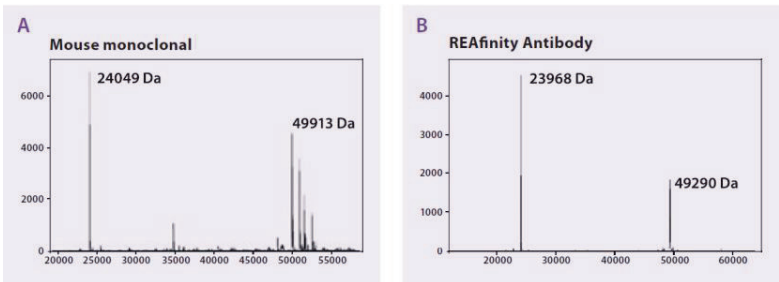 A
Mouse monoclonal
24049 Da
49913 Da
6000
4000
2000
0
20000 25000 30000 35000 40000 45000 50000 55000
B
REAfinity Antibody
23968 Da
49290 Da
4000
3000
2000
1000
0
20000 30000 40000 50000 60000